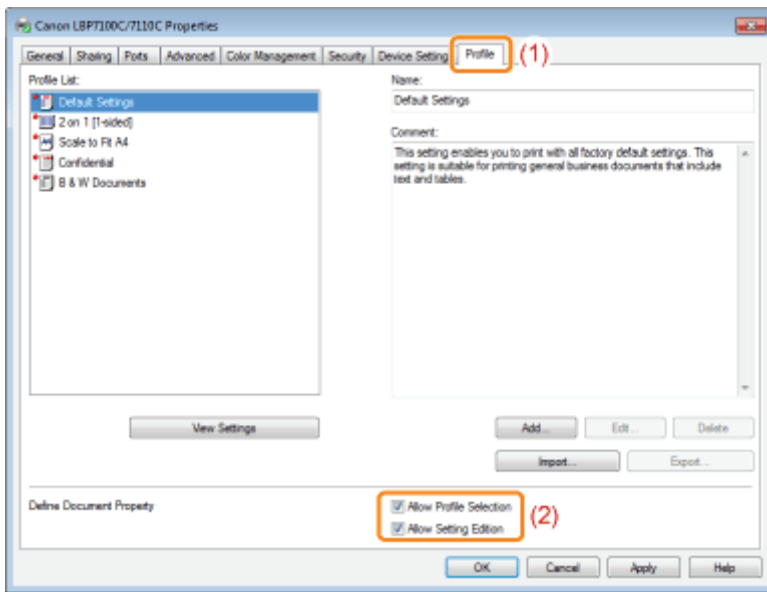 Canon LBP7100C/7110C Properties
General Sharing Ports Advanced Color Management Security Device Settings Profile (1)
Profile List:
Default Settings
2 on 1 [1-sided]
Scale to Fit A4
Confidential
B & W Documents
View Settings
Name:
Default Settings
Comment:
This setting enables you to print with all factory default settings. This
setting is suitable for printing general business documents that include
text and tables.
Add... Edit... Delete
Import... Export...
Define Document Property
Allow Profile Selection
Allow Setting Edition
(2)
OK Cancel Apply Help